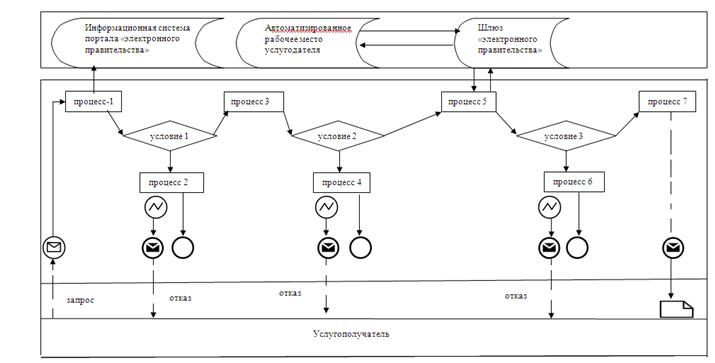 Информационная система
портала «электронного
правительства»
Автоматизированное
рабочее место
услугодателя
Шлюз
«электронного
правительства»
процесс-1
процесс 3
процесс 5
процесс 7
условие 1
условие 2
условие 3
процесс 2
процесс 4
процесс 6
запрос
отказ
отказ
отказ
Услугополучатель